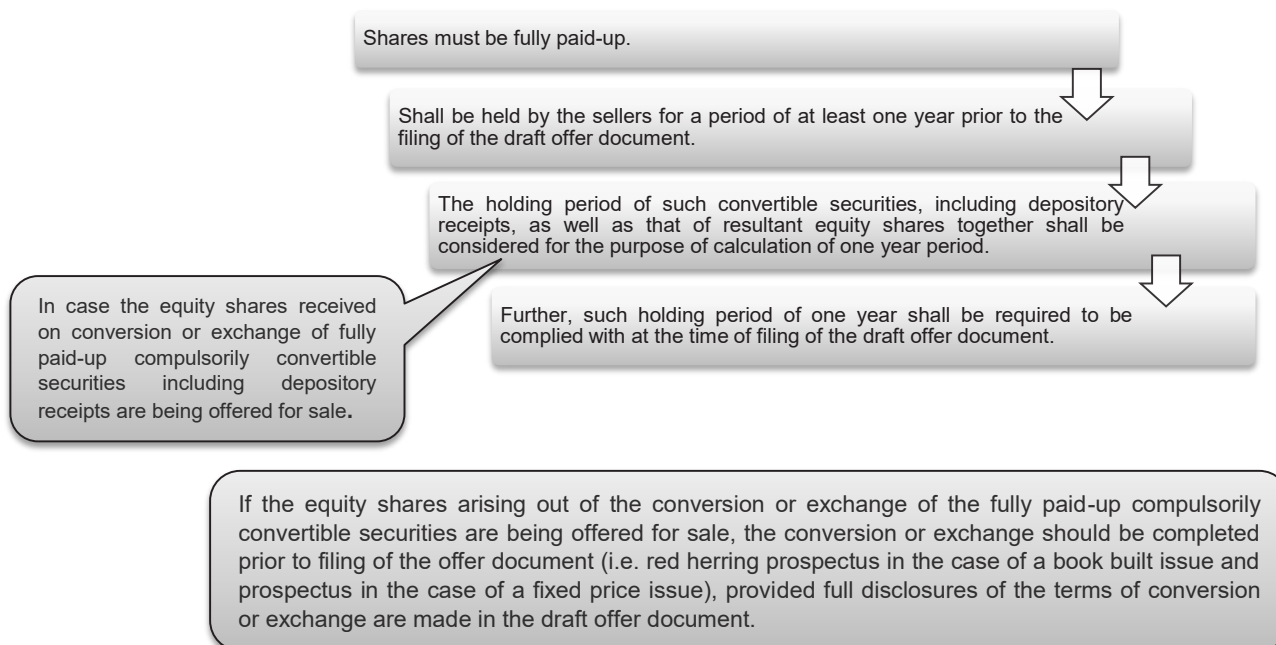 Shares must be fully paid-up.
Shall be held by the sellers for a period of at least one year prior to the
filing of the draft offer document.
The holding period of such convertible securities, including depository
receipts, as well as that of resultant equity shares together shall be
considered for the purpose of calculation of one year period.
In case the equity shares received
on conversion or exchange of fully
paid-up compulsorily convertible
securities including depository
receipts are being offered for sale.
Further, such holding period of one year shall be required to be
complied with at the time of filing of the draft offer document.
If the equity shares arising out of the conversion or exchange of the fully paid-up compulsorily
convertible securities are being offered for sale, the conversion or exchange should be completed
prior to filing of the offer document (i.e. red herring prospectus in the case of a book built issue and
prospectus in the case of a fixed price issue), provided full disclosures of the terms of conversion
or exchange are made in the draft offer document.